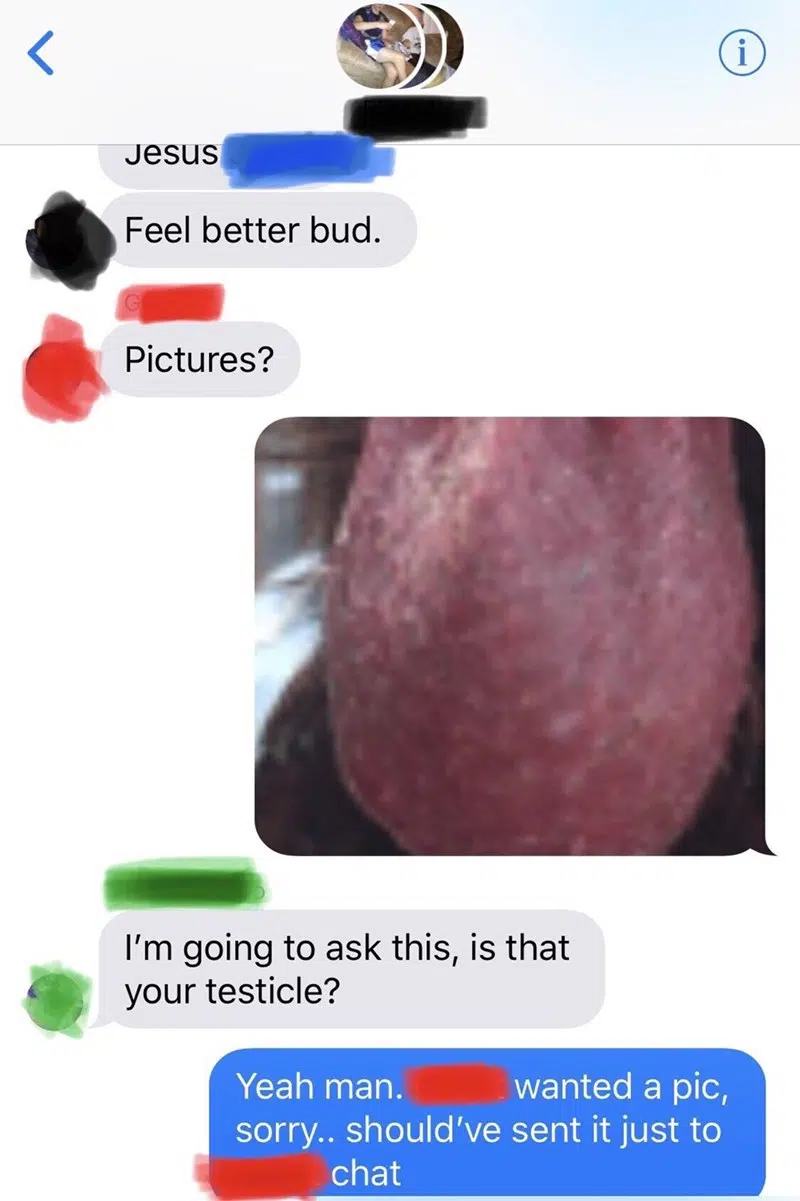 Jesus
Feel better bud.
Pictures?
I'm going to ask this, is that
your testicle?
Yeah man. wanted a pic,
sorry.. should've sent it just to
chat